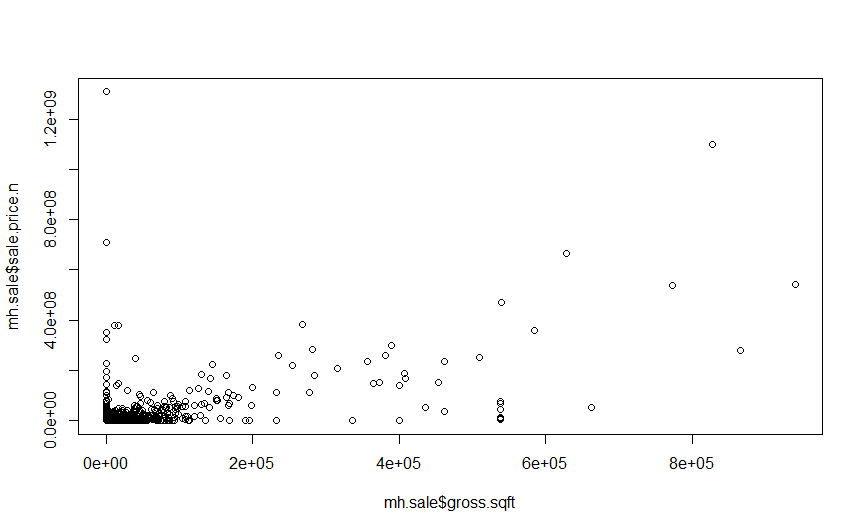 mh.sale$sale.price.n
1.2e+09
8.0e+08
4.0e+08
0.0e+00
0e+00 2e+05 4e+05 6e+05 8e+05
mh.sale$gross.sqft